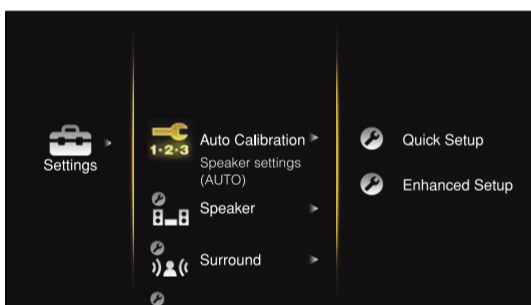 Settings
1·2·3
Auto Calibration
Speaker settings
(AUTO)
Speaker
Surround
Quick Setup
Enhanced Setup